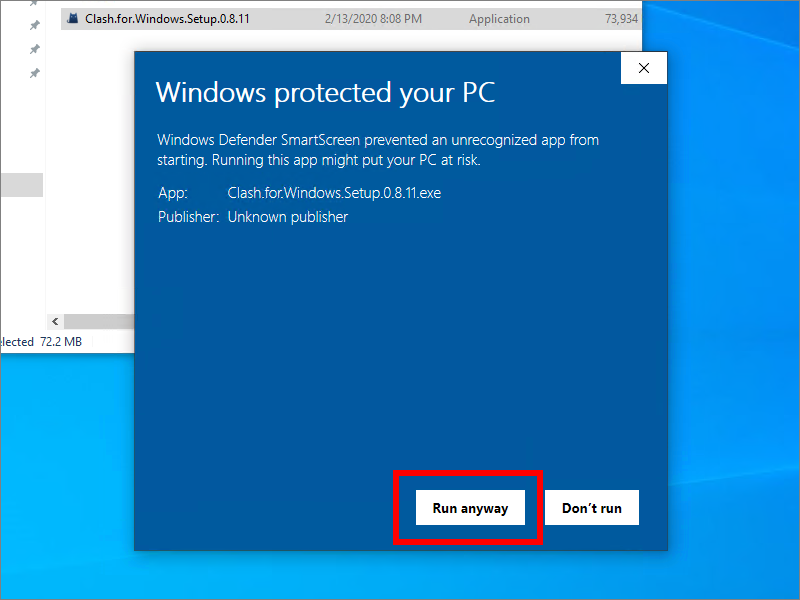 Clash.for.Windows.Setup.0.8.11 2/13/2020 8:08 PM Application 73,934
Windows protected your PC
Windows Defender SmartScreen prevented an unrecognized app from
starting. Running this app might put your PC at risk.
App: Clash.for.Windows.Setup.0.8.11.exe
Publisher: Unknown publisher
elected 72.2 MB
Run anyway Don't run